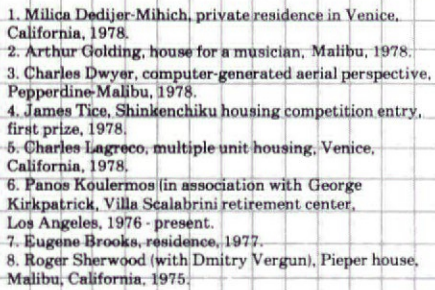 1. Milica Dedijer-Mihich, private residence in Venice,
California, 1978.
2. Arthur Golding, house for a musician, Malibu, 1978.
3. Charles Dwyer, computer-generated aerial perspective,
Pepperdine-Malibu, 1978.
4. James Tice, Shinkenchiku housing competition entry,
first prize, 1978.
5. Charles Lagreco, multiple unit housing, Venice,
California, 1978.
6. Panos Koulermos (in association with George
Kirkpatrick, Villa Scalabrini retirement center,
Los Angeles, 1976 - present.
7. Eugene Brooks, residence, 1977.
8. Roger Sherwood (with Dmitry Vergun), Pieper house,
Malibu, California, 1975.